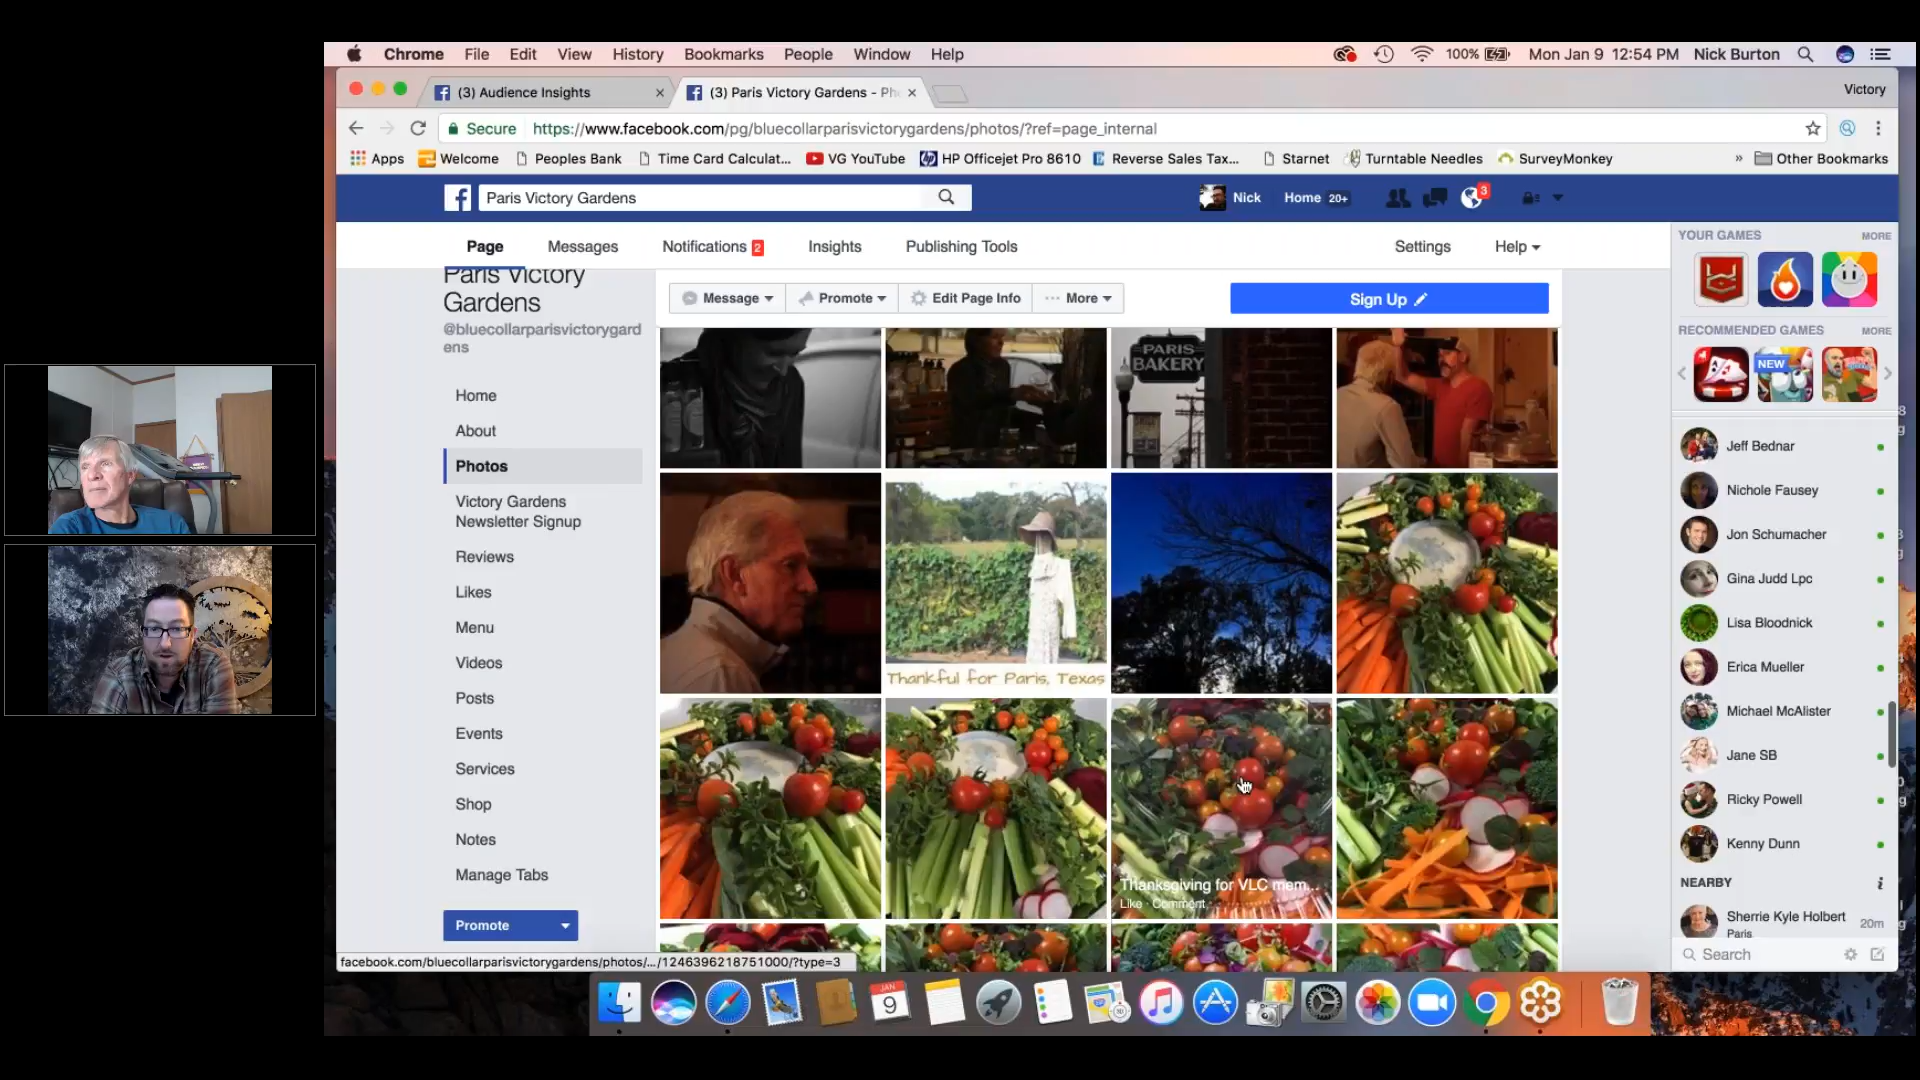 Chrome File Edit View History Bookmarks People Window Help 100% Mon Jan 9 12:54 PM Nick Burton
(3) Audience Insights × (3) Paris Victory Gardens - Ph × Victory
Secure https://www.facebook.com/pg/bluecollarparisvictorygardens/photos/?ref=page_internal
Apps Welcome Peoples Bank Time Card Calculat... VG YouTube HP Officejet Pro 8610 Reverse Sales Tax... Starnet Turntable Needles SurveyMonkey » Other Bookmarks
Paris Victory Gardens Nick Home 20+ 3
Page Messages Notifications 2 Insights Publishing Tools Settings Help
Paris Victory
Gardens
@bluecollarparisvictorygard
ens
Home
About
Photos
Victory Gardens
Newsletter Signup
Reviews
Likes
Menu
Videos
Posts
Events
Services
Shop
Notes
Manage Tabs
Promote
Message Promote Edit Page Info ... More Sign Up
PARIS
BAKERY
Thankful for Paris, Texas
Thanksgiving for VLC mem...
Like · Comment
YOUR GAMES MORE
RECOMMENDED GAMES MORE
NEW
Jeff Bednar
Nichole Fausey
Jon Schumacher
Gina Judd Lpc
Lisa Bloodnick
Erica Mueller
Michael McAlister
Jane SB
Ricky Powell
Kenny Dunn
NEARBY
Sherrie Kyle Holbert 20m
Paris
Search
facebook.com/bluecollarparisvictorygardens/photos/.../1246396218751000/?type=3
JAN
9